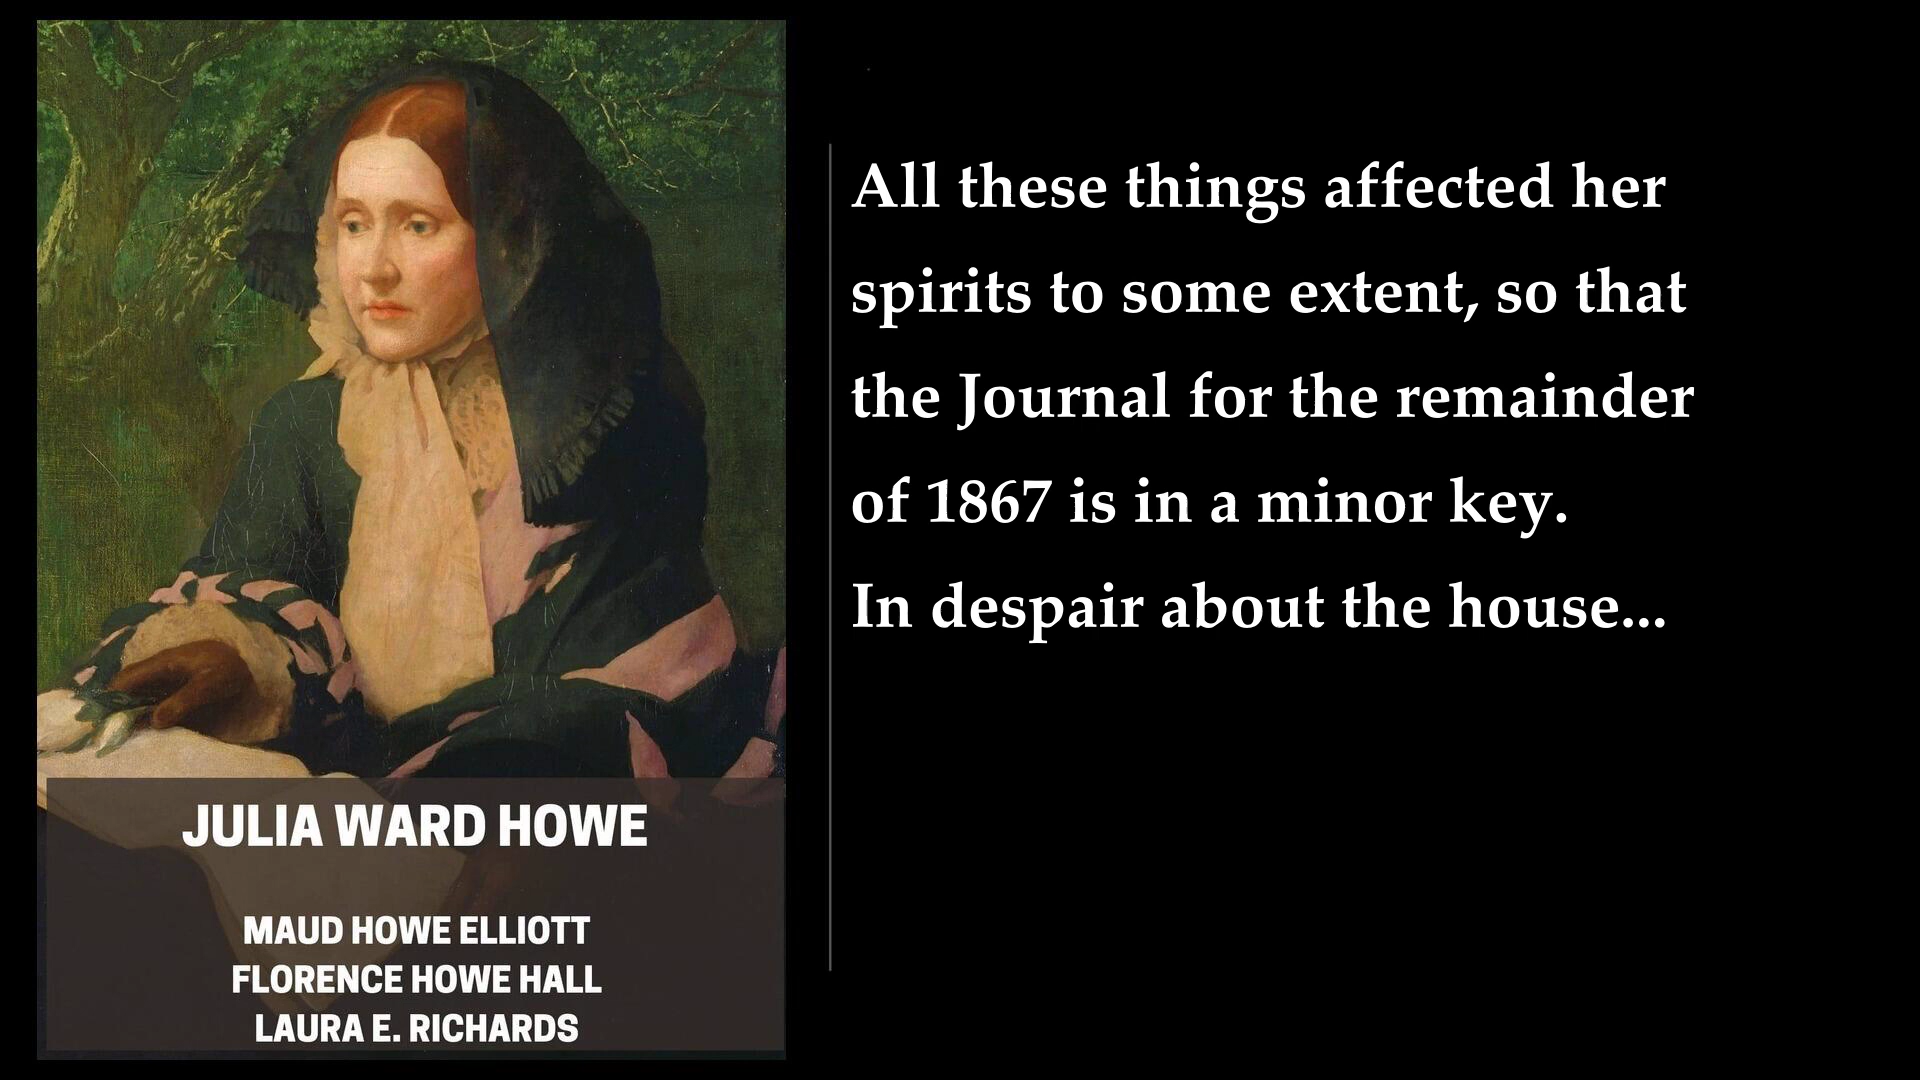 JULIA WARD HOWE
MAUD HOWE ELLIOTT
FLORENCE HOWE HALL
LAURA E. RICHARDS
All these things affected her
spirits to some extent, so that
the Journal for the remainder
of 1867 is in a minor key.
In despair about the house...